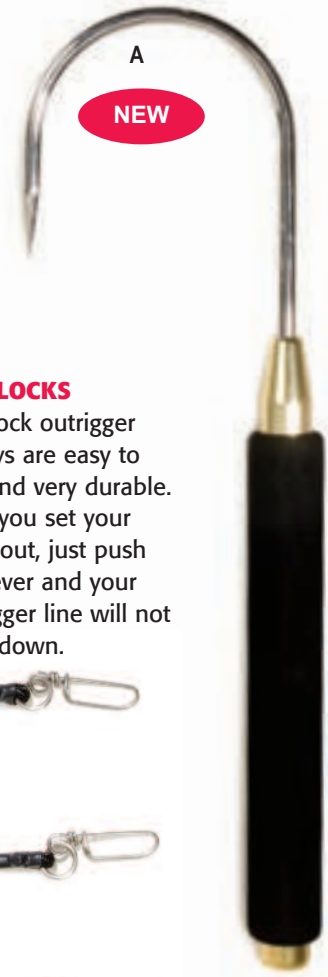 A
NEW
LOCKS
ock outrigger
ys are easy to
nd very durable.
you set your
out, just push
ever and your
gger line will not
down.